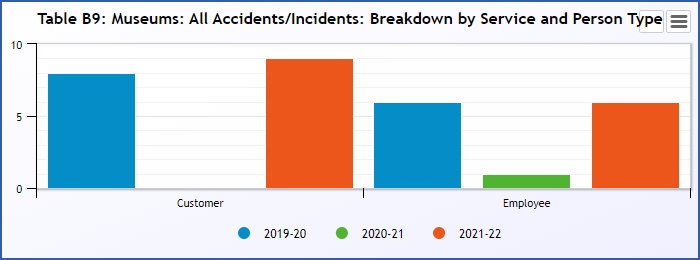 Table B9: Museums: All Accidents/Incidents: Breakdown by Service and Person Type
10
5
0
Customer Employee
2019-20 2020-21 2021-22